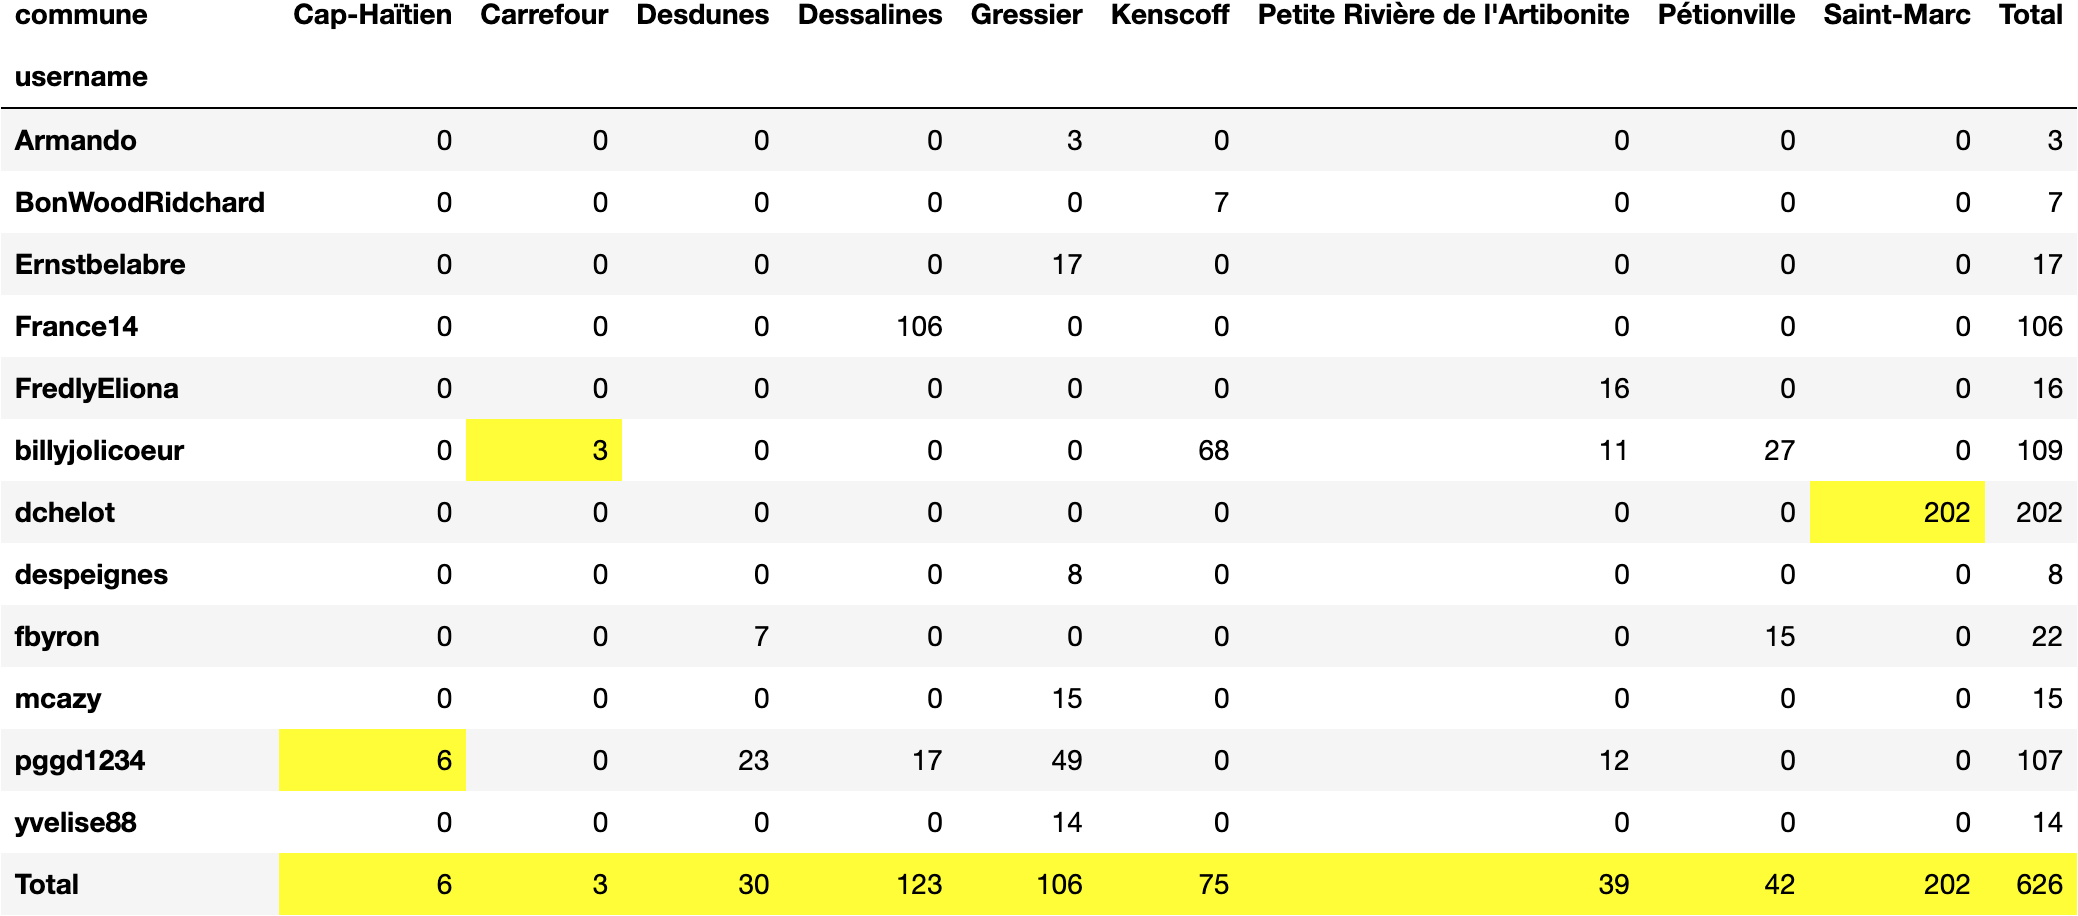 commune Cap-Haïtien Carrefour Desdunes Dessalines Gressier Kenscoff Petite Rivière de l'Artibonite Pétionville Saint-Marc Total
username
Armando 0 0 0 0 3 0 0 0 0 3
BonWoodRidchard 0 0 0 0 0 7 0 0 0 7
Ernstbelabre 0 0 0 0 17 0 0 0 0 17
France14 0 0 0 106 0 0 0 0 0 106
FredlyEliona 0 0 0 0 0 0 16 0 0 16
billyjolicoeur 0 3 0 0 0 68 11 27 0 109
dchelot 0 0 0 0 0 0 0 0 202 202
despeignes 0 0 0 0 8 0 0 0 0 8
fbyron 0 0 7 0 0 0 0 15 0 22
mcazy 0 0 0 0 15 0 0 0 0 15
pggd1234 6 0 23 17 49 0 12 0 0 107
yvelise88 0 0 0 0 14 0 0 0 0 14
Total 6 3 30 123 106 75 39 42 202 626